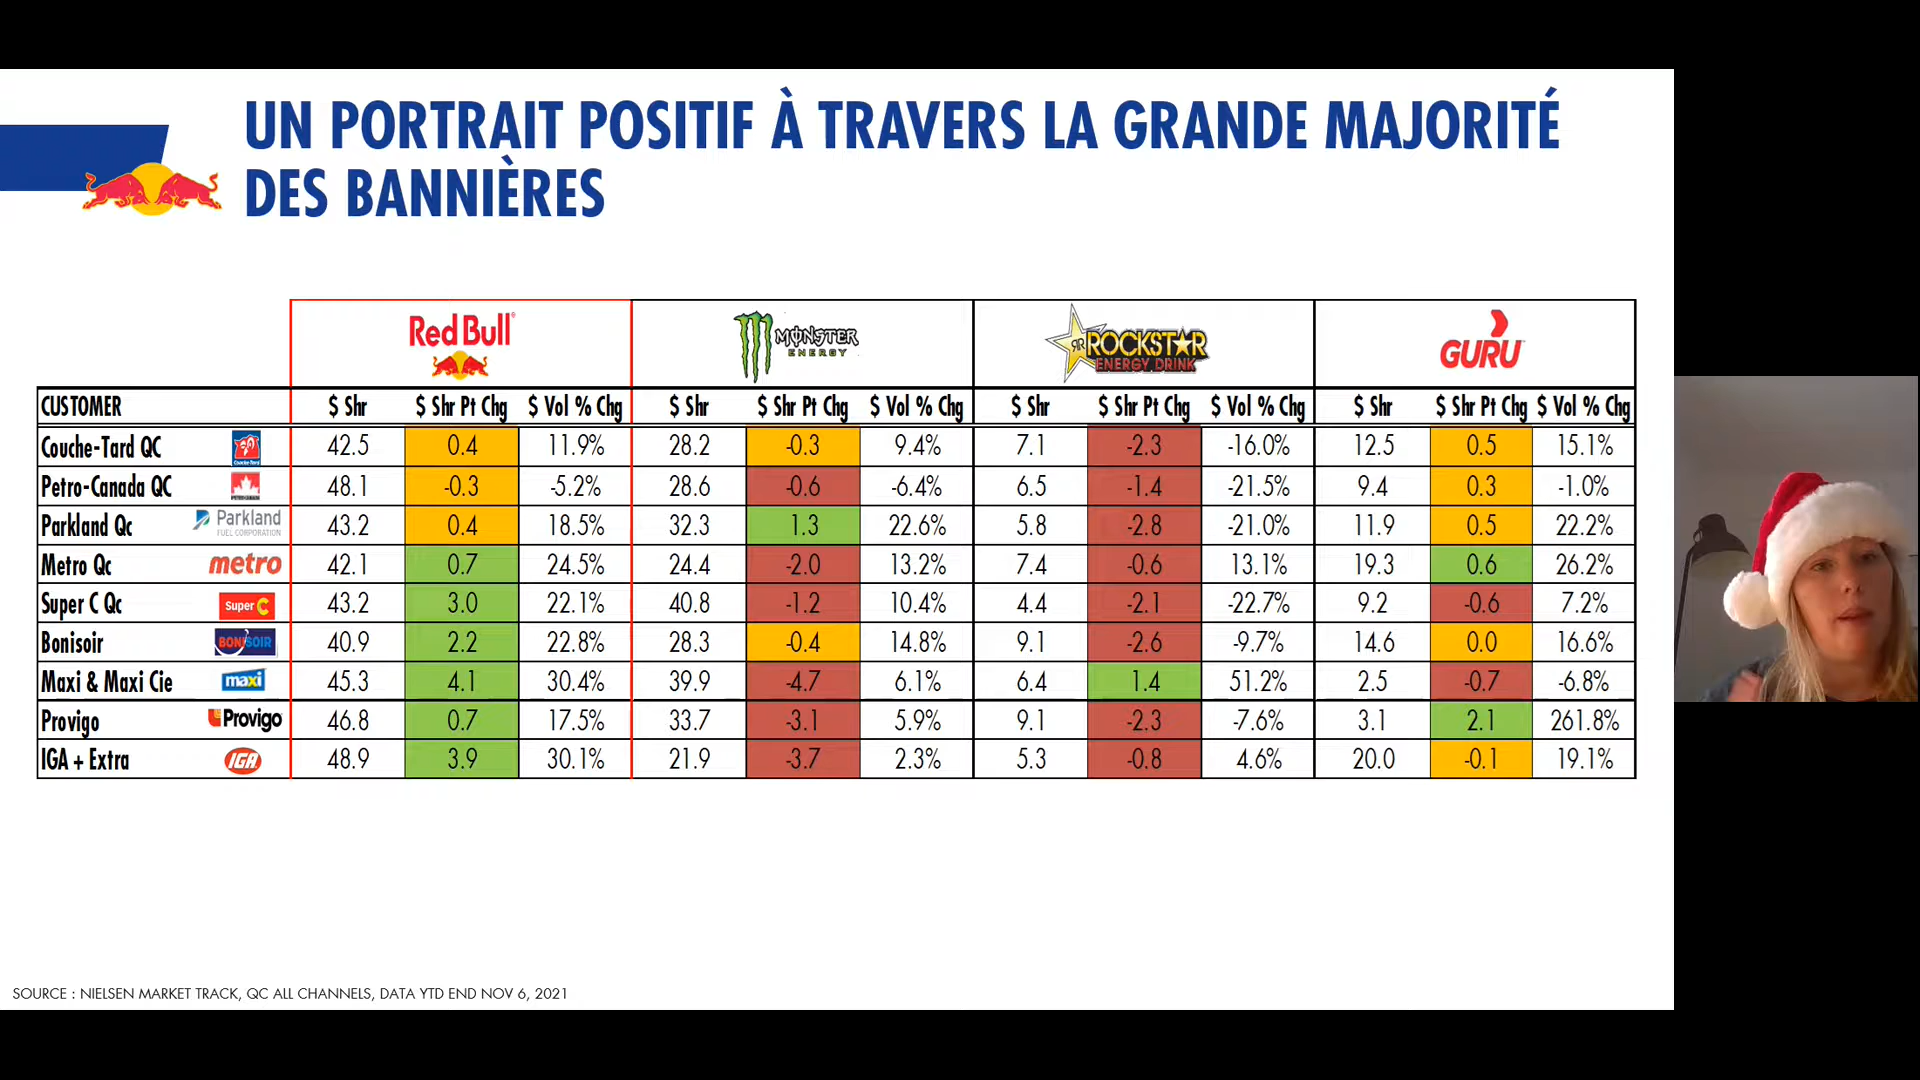 UN PORTRAIT POSITIF À TRAVERS LA GRANDE MAJORITÉ
DES BANNIÈRES
Red Bull MONSTER ENERGY ROCKSTAR ENERGY DRINK GURU
CUSTOMER $ Shr $ Shr Pt Chg $ Vol % Chg $ Shr $ Shr Pt Chg $ Vol % Chg $ Shr $ Shr Pt Chg $ Vol % Chg $ Shr $ Shr Pt Chg $ Vol % Chg
Couche-Tard QC Couche-Tard 42.5 0.4 11.9% 28.2 -0.3 9.4% 7.1 -2.3 -16.0% 12.5 0.5 15.1%
Petro-Canada QC PETRO-CANADA 48.1 -0.3 -5.2% 28.6 -0.6 -6.4% 6.5 -1.4 -21.5% 9.4 0.3 -1.0%
Parkland Qc Parkland FUEL CORPORATION 43.2 0.4 18.5% 32.3 1.3 22.6% 5.8 -2.8 -21.0% 11.9 0.5 22.2%
Metro Qc metro 42.1 0.7 24.5% 24.4 -2.0 13.2% 7.4 -0.6 13.1% 19.3 0.6 26.2%
Super C Qc Super C 43.2 3.0 22.1% 40.8 -1.2 10.4% 4.4 -2.1 -22.7% 9.2 -0.6 7.2%
Bonisoir BONISOIR 40.9 2.2 22.8% 28.3 -0.4 14.8% 9.1 -2.6 -9.7% 14.6 0.0 16.6%
Maxi & Maxi Cie maxi 45.3 4.1 30.4% 39.9 -4.7 6.1% 6.4 1.4 51.2% 2.5 -0.7 -6.8%
Provigo Provigo 46.8 0.7 17.5% 33.7 -3.1 5.9% 9.1 -2.3 -7.6% 3.1 2.1 261.8%
IGA + Extra IGA 48.9 3.9 30.1% 21.9 -3.7 2.3% 5.3 -0.8 4.6% 20.0 -0.1 19.1%
SOURCE : NIELSEN MARKET TRACK, QC ALL CHANNELS, DATA YTD END NOV 6, 2021